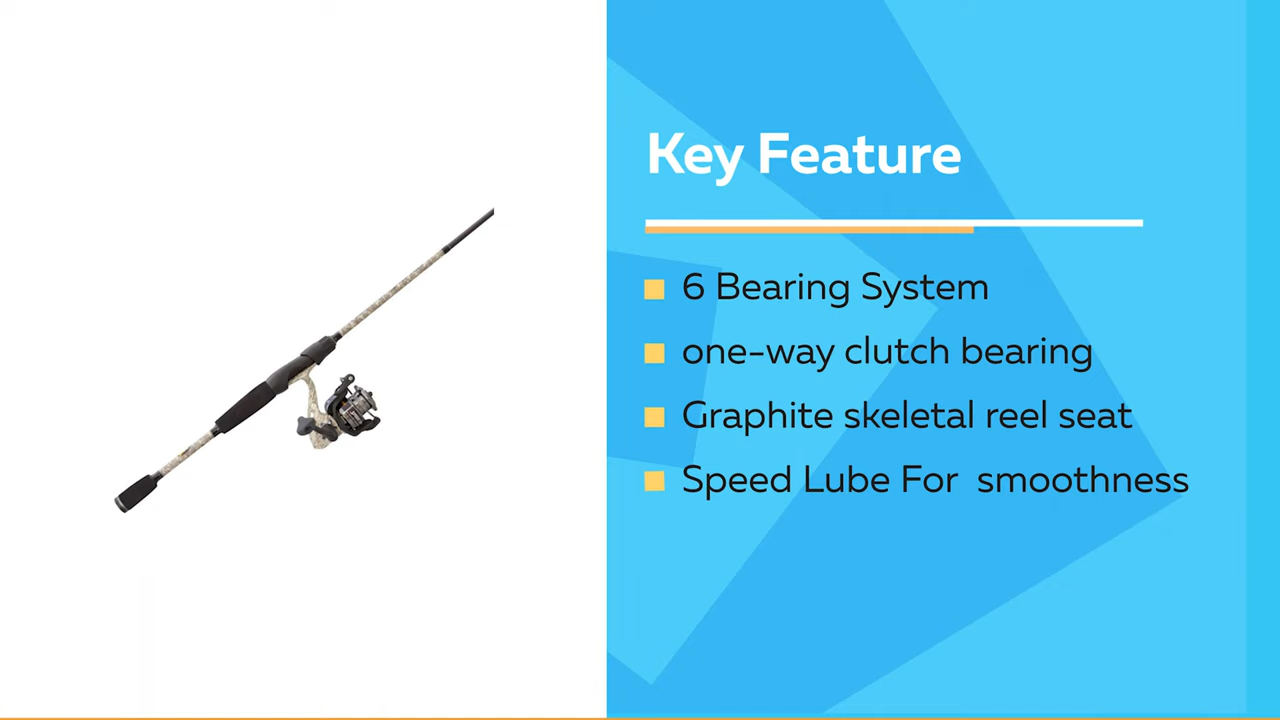 Key Feature
6 Bearing System
one-way clutch bearing
Graphite skeletal reel seat
Speed Lube For  smoothness